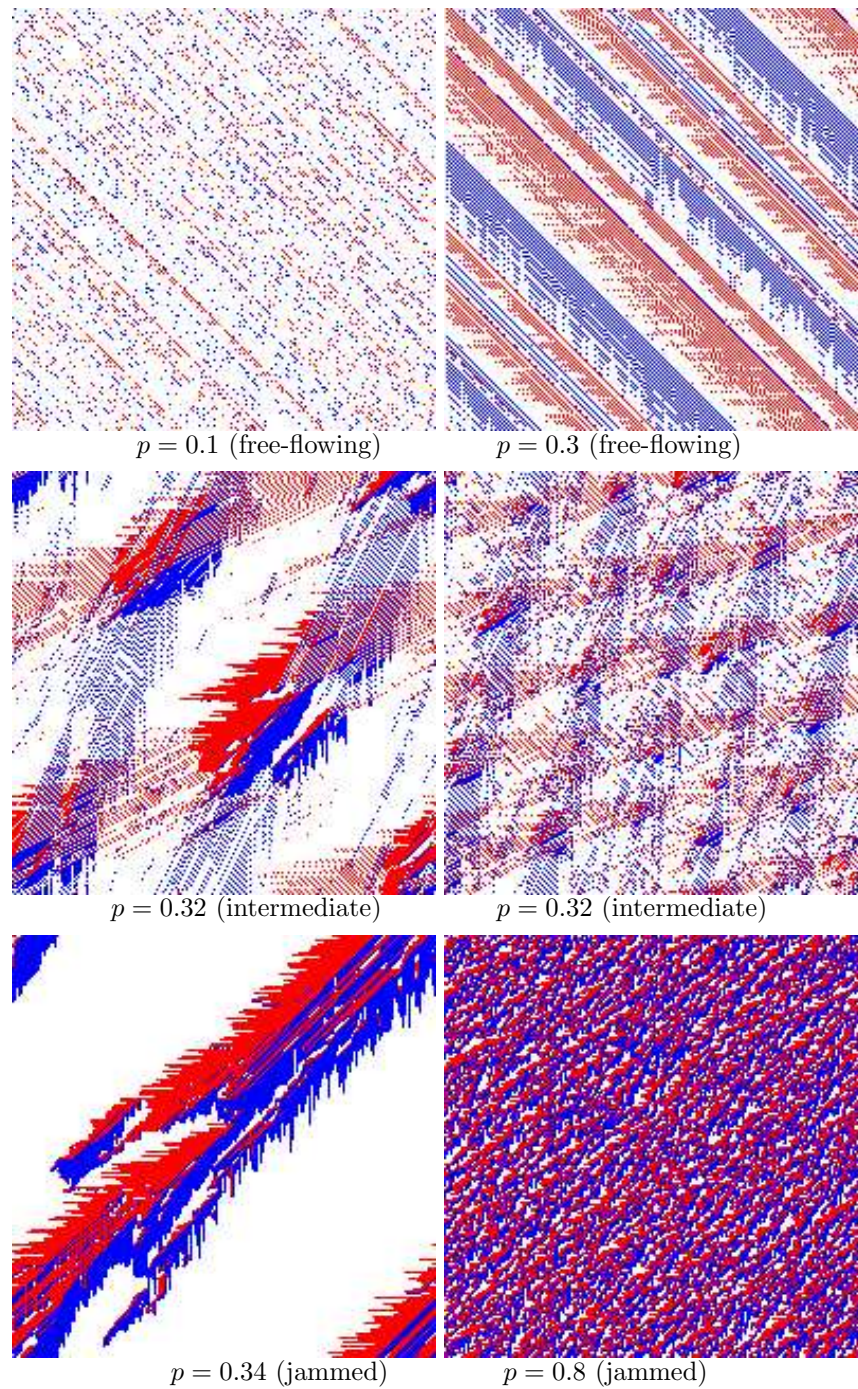 p = 0.1 (free-flowing)
p = 0.3 (free-flowing)
p = 0.32 (intermediate)
p = 0.32 (intermediate)
p = 0.34 (jammed)
p = 0.8 (jammed)